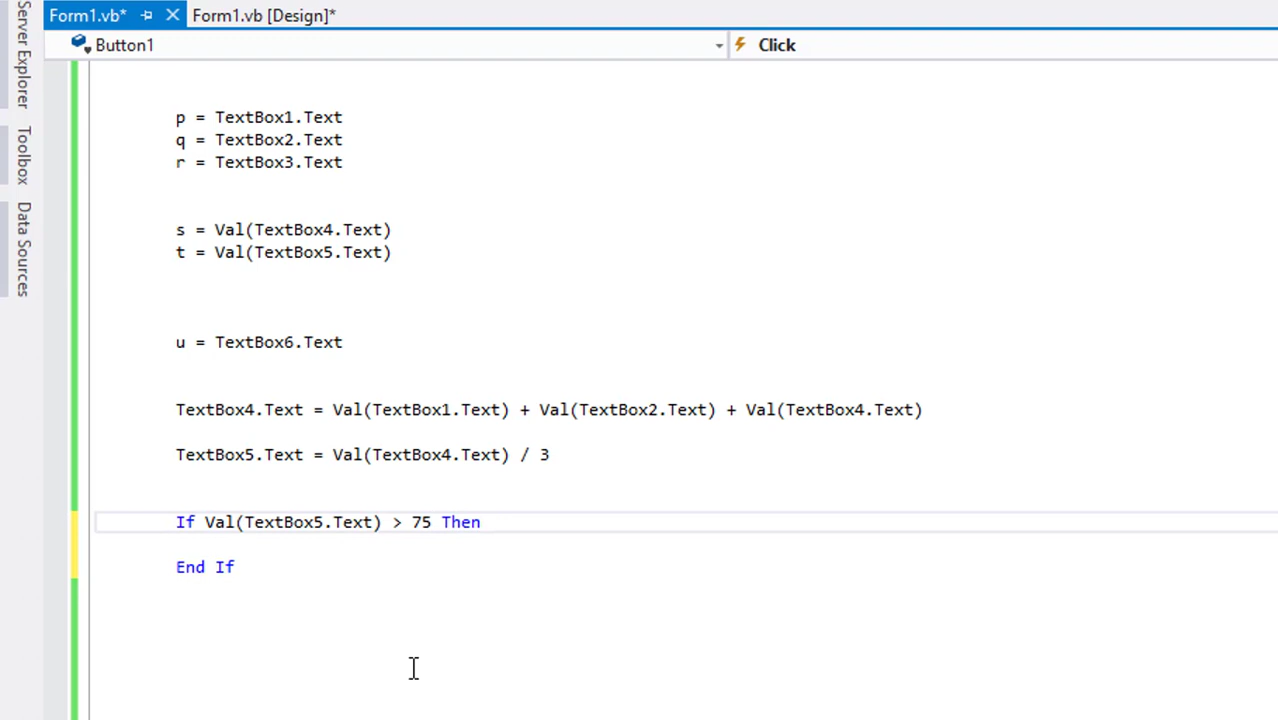 Form1.vb* Form1.vb [Design]*
Server Explorer
Toolbox
Data Sources
Button1 Click
p = TextBox1.Text
q = TextBox2.Text
r = TextBox3.Text
s = Val(TextBox4.Text)
t = Val(TextBox5.Text)
u = TextBox6.Text
TextBox4.Text = Val(TextBox1.Text) + Val(TextBox2.Text) + Val(TextBox4.Text)
TextBox5.Text = Val(TextBox4.Text) / 3
If Val(TextBox5.Text) > 75 Then
End If